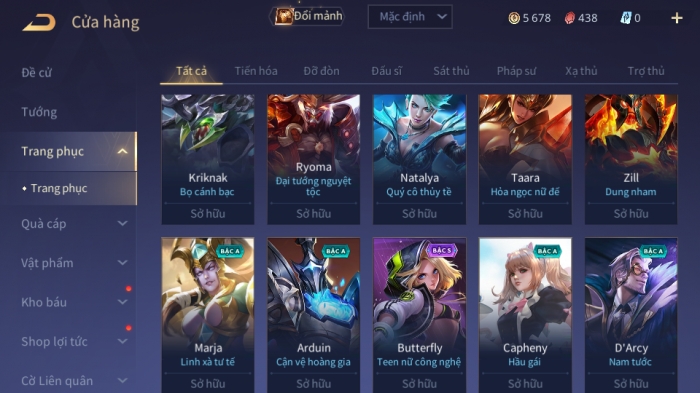 Cửa hàng
Đổi mảnh
Mặc định
5 678
438
0
Đề cử
Tướng
Trang phục
Trang phục
Quà cáp
Vật phẩm
Kho báu
Shop lợi tức
Cờ Liên quân
Tất cả Tiến hóa Đỡ đòn Đấu sĩ Sát thủ Pháp sư Xạ thủ Trợ thủ
Kriknak
Bọ cánh bạc
Sở hữu
Ryoma
Đại tướng nguyệt
tộc
Sở hữu
Natalya
Quý cô thủy tề
Sở hữu
Taara
Hỏa ngọc nữ đế
Sở hữu
Zill
Dung nham
Sở hữu
BẬC A
Marja
Linh xà tư tế
Sở hữu
BẬC A
Arduin
Cận vệ hoàng gia
Sở hữu
BẬC S
Butterfly
Teen nữ công nghệ
Sở hữu
BẬC A
Capheny
Hầu gái
Sở hữu
BẬC A
D'Arcy
Nam tước
Sở hữu